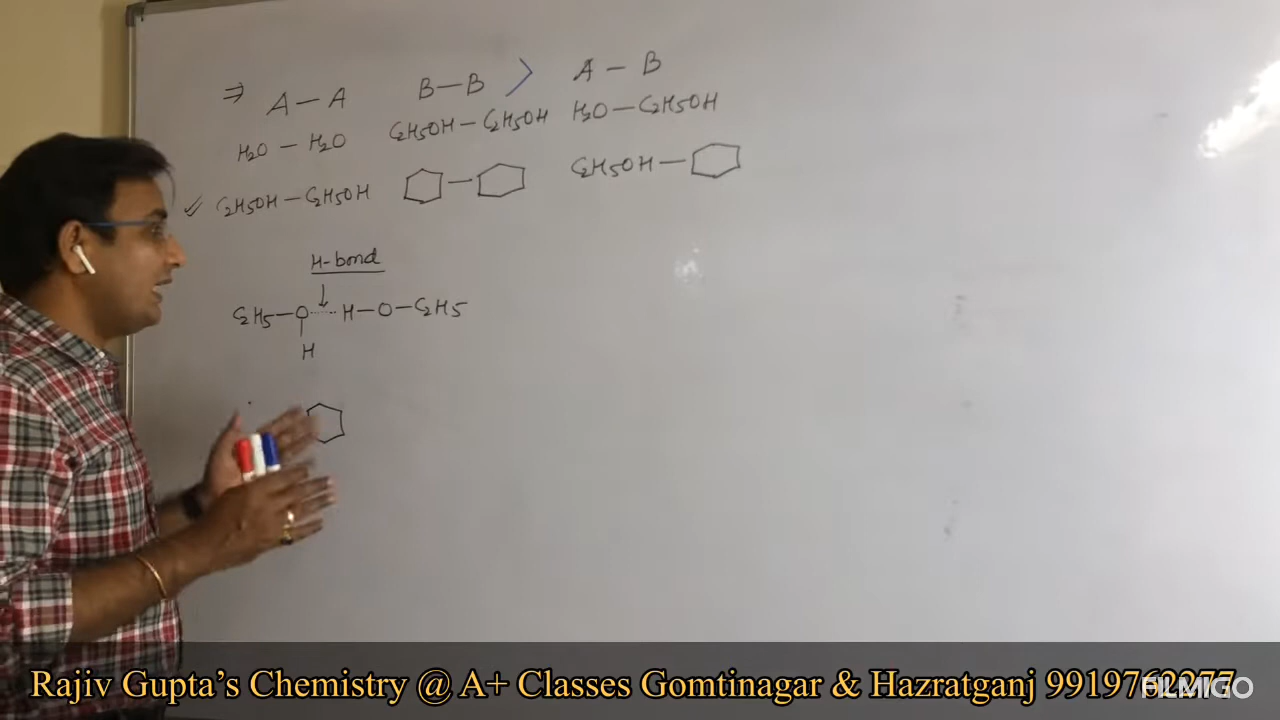 ⇒ A — A B — B > A — B
H₂O — H₂O C₂H₅OH — C₂H₅OH H₂O — C₂H₅OH
✓ C₂H₅OH — C₂H₅OH — C₂H₅OH —
H-bond
↓
C₂H₅ — O ...... H — O — C₂H₅
|
H
Rajiv Gupta’s Chemistry @ A+ Classes Gomtinagar & Hazratganj 9919762277
FILMIGO